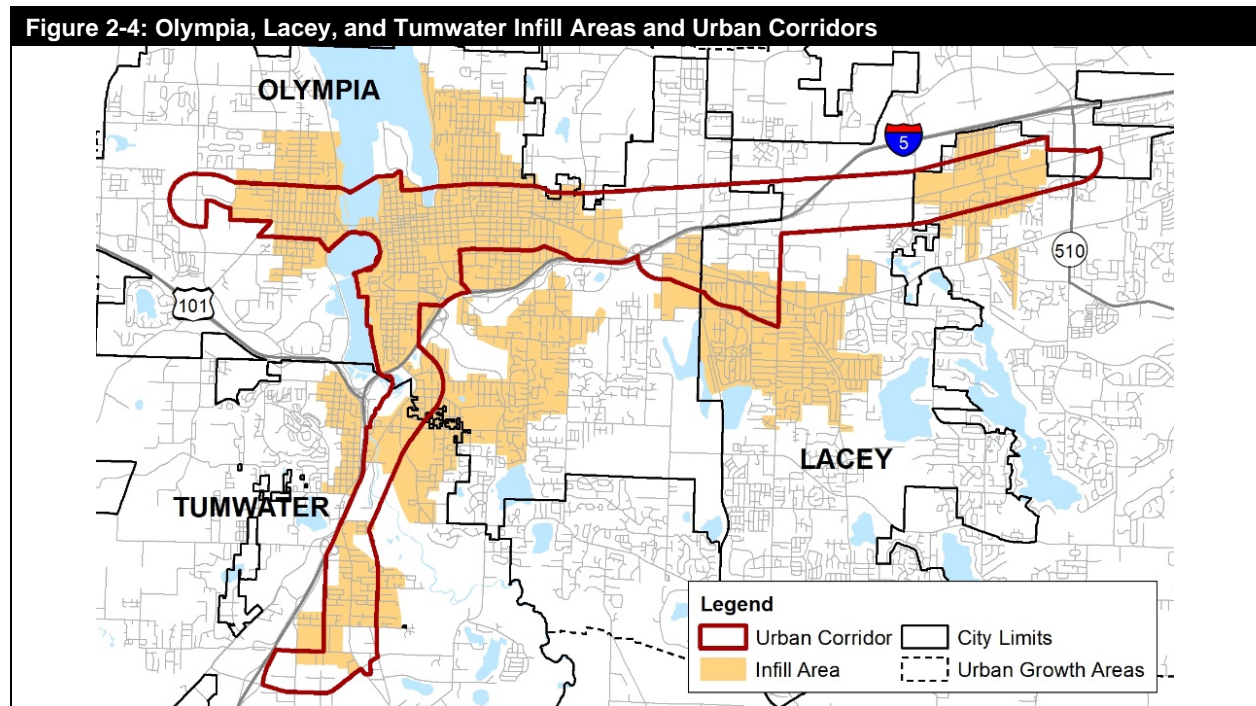 Figure 2-4: Olympia, Lacey, and Tumwater Infill Areas and Urban Corridors
OLYMPIA
5
510
101
LACEY
TUMWATER
Legend
Urban Corridor
City Limits
Infill Area
Urban Growth Areas